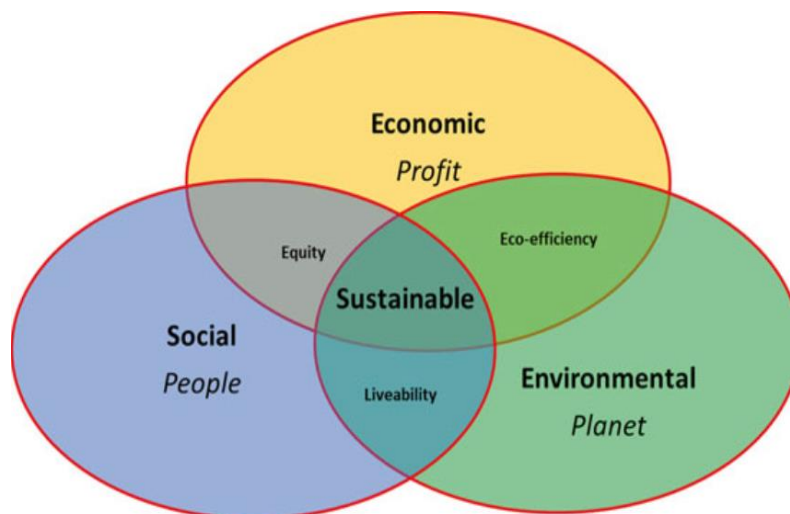 Economic
Profit
Equity
Eco-efficiency
Sustainable
Social
People
Liveability
Environmental
Planet